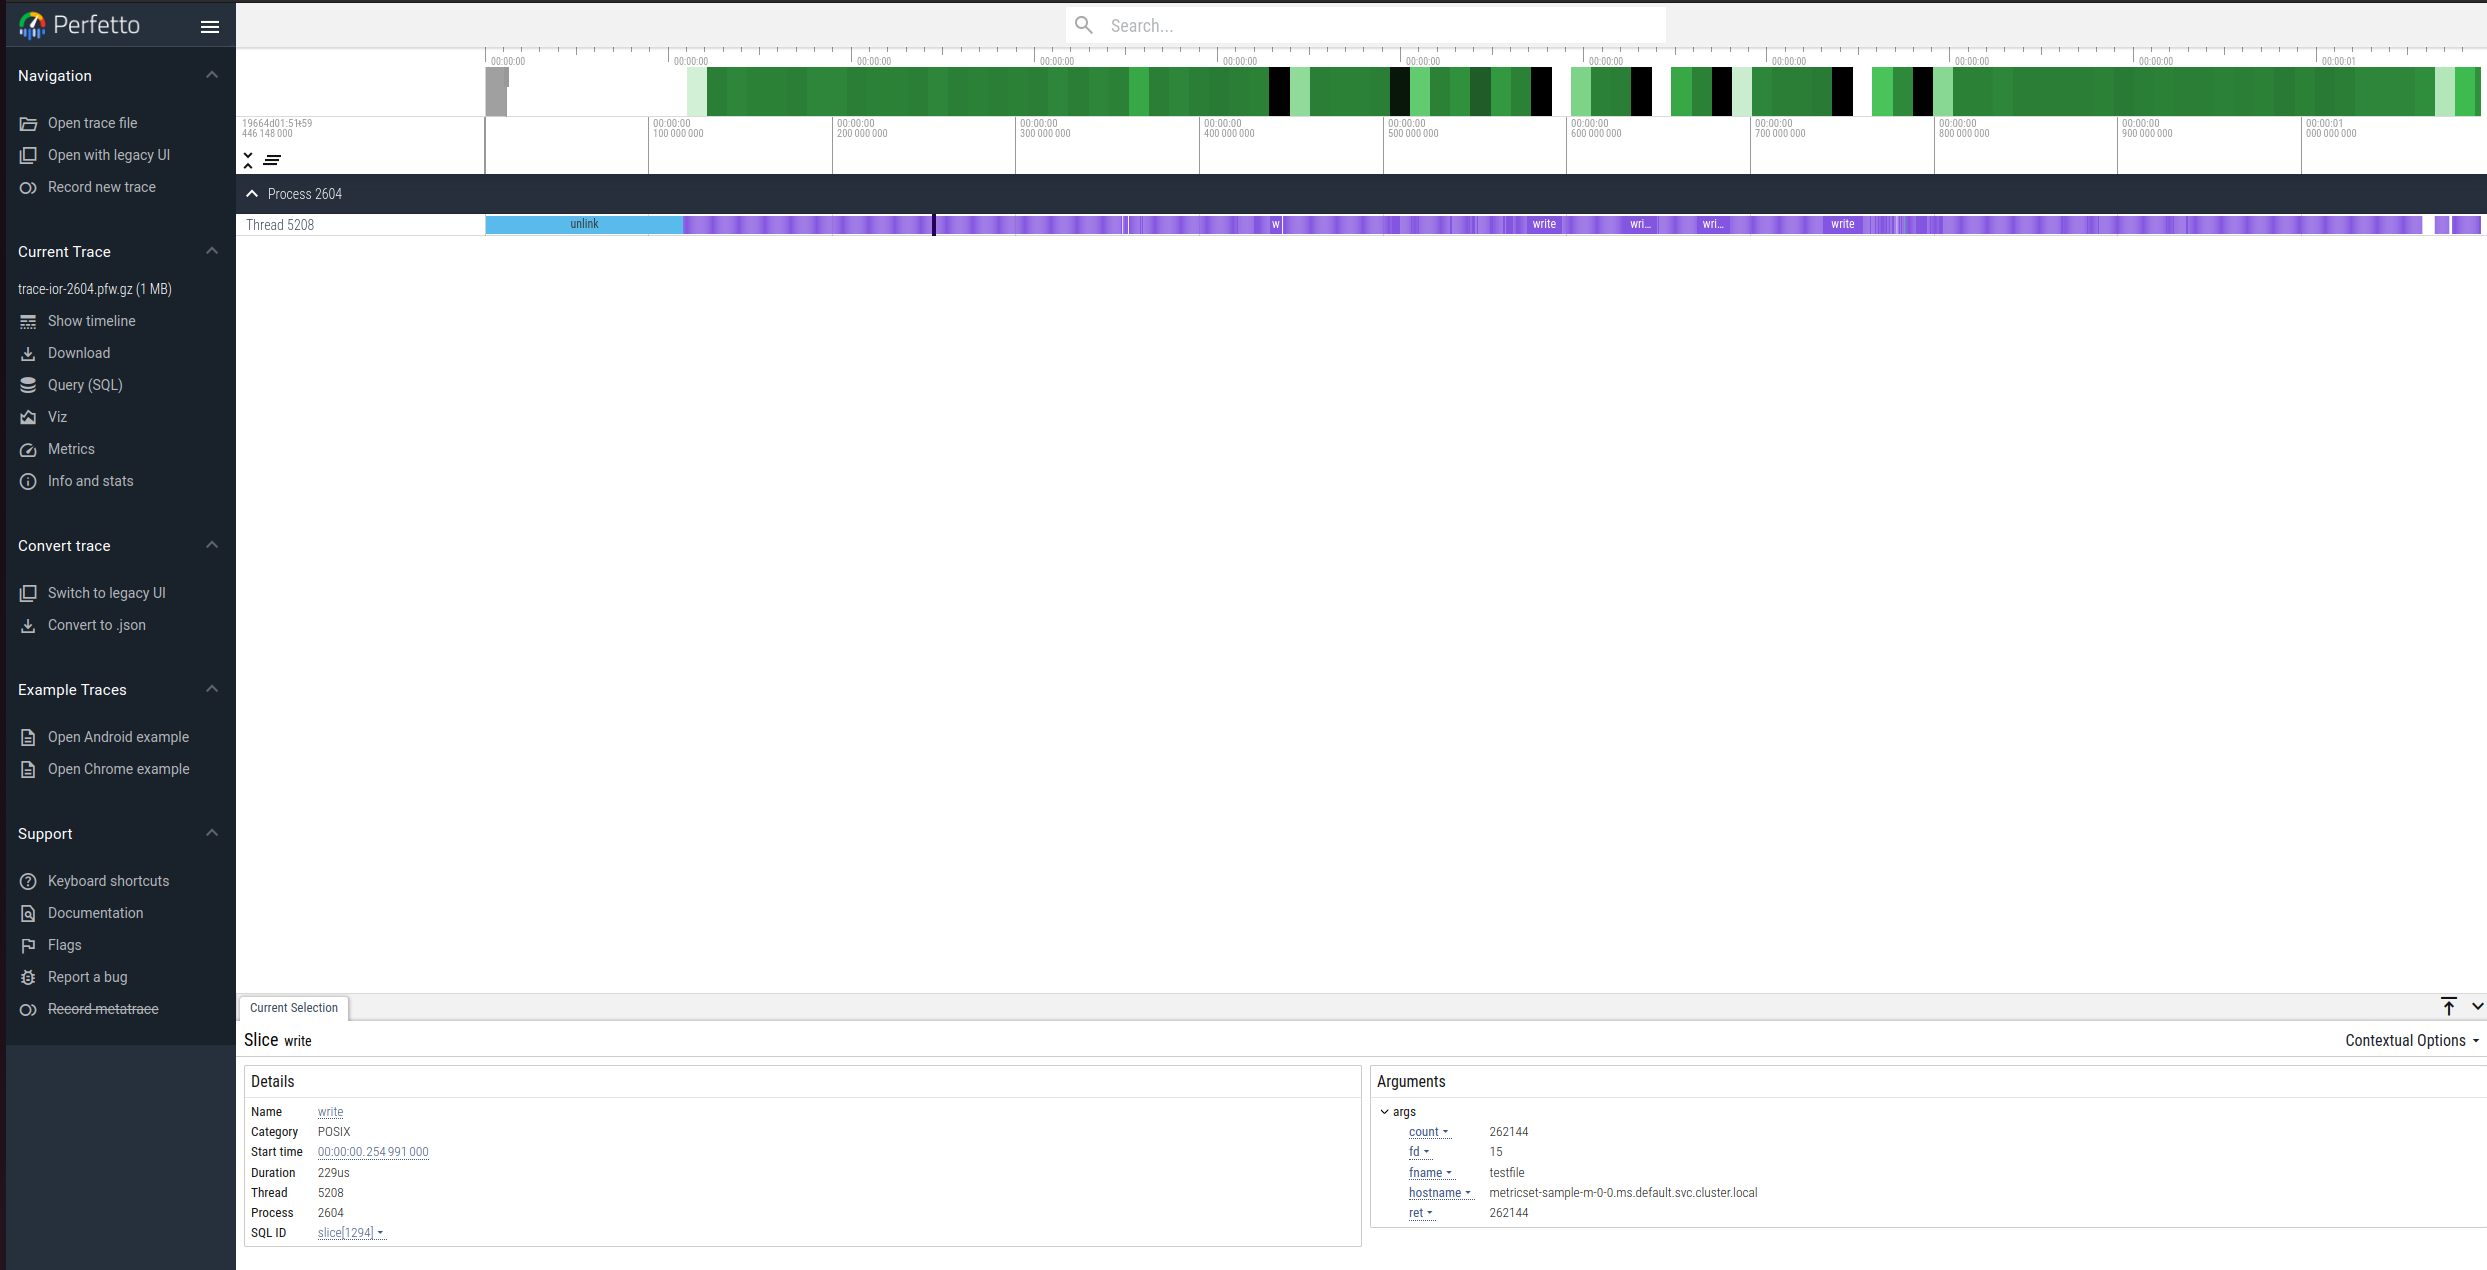 Perfetto
Search...
Navigation
Open trace file
Open with legacy UI
Record new trace
Current Trace
trace-ior-2604.pfw.gz (1 MB)
Show timeline
Download
Query (SQL)
Viz
Metrics
Info and stats
Convert trace
Switch to legacy UI
Convert to .json
Example Traces
Open Android example
Open Chrome example
Support
Keyboard shortcuts
Documentation
Flags
Report a bug
Record metatrace
00:00:00 00:00:00 00:00:00 00:00:00 00:00:00 00:00:00 00:00:00 00:00:00 00:00:00 00:00:00 00:00:01
19664d01:51:59 00:00:00 00:00:00 00:00:00 00:00:00 00:00:00 00:00:00 00:00:00 00:00:00 00:00:00 00:00:01
446 148 000 100 000 000 200 000 000 300 000 000 400 000 000 500 000 000 600 000 000 700 000 000 800 000 000 900 000 000 000 000 000
Process 2604
Thread 5208 unlink w write wri... wri... write
Current Selection
Slice write
Contextual Options
Details
Name write
Category POSIX
Start time 00:00:00.254 991 000
Duration 229us
Thread 5208
Process 2604
SQL ID slice[1294]
Arguments
args
count 262144
fd 15
fname testfile
hostname metricset-sample-m-0-0.ms.default.svc.cluster.local
ret 262144